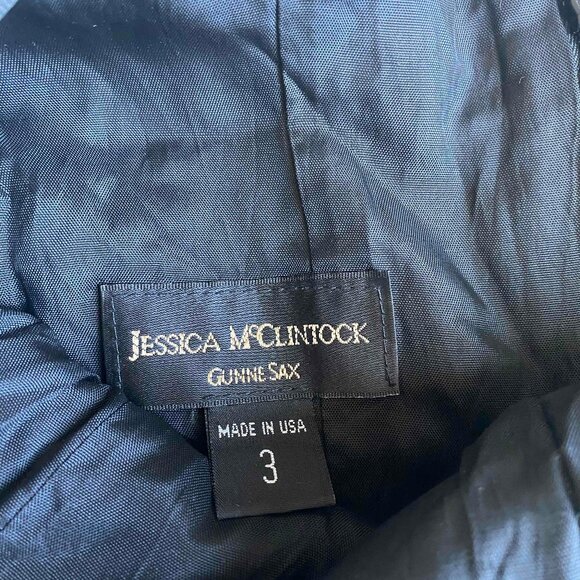 JESSICA McCLINTOCK
GUNNE SAX
MADE IN USA
3